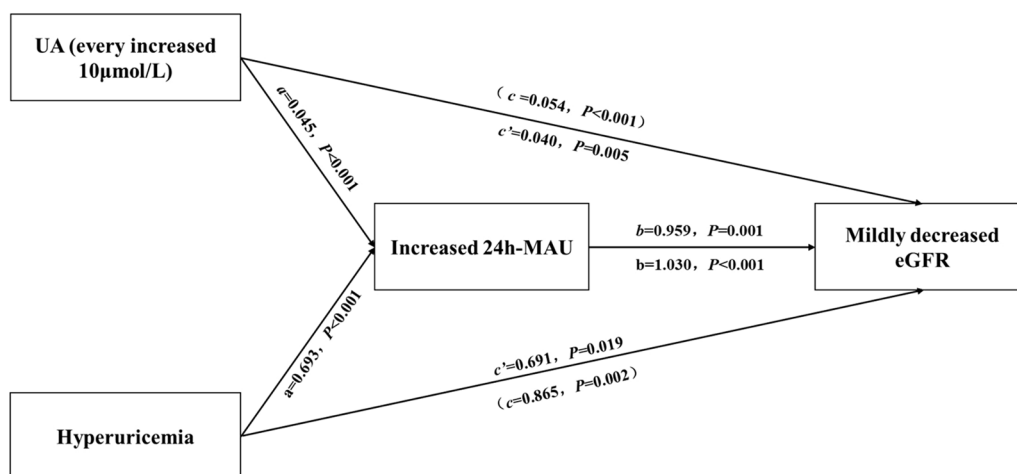 UA (every increased
10μmol/L)
a=0.045, P<0.001
（c =0.054, P<0.001）
c’=0.040, P=0.005
Increased 24h-MAU
b=0.959, P=0.001
b=1.030, P<0.001
Mildly decreased
eGFR
a=0.693, P<0.001
c’=0.691, P=0.019
（c=0.865, P=0.002）
Hyperuricemia